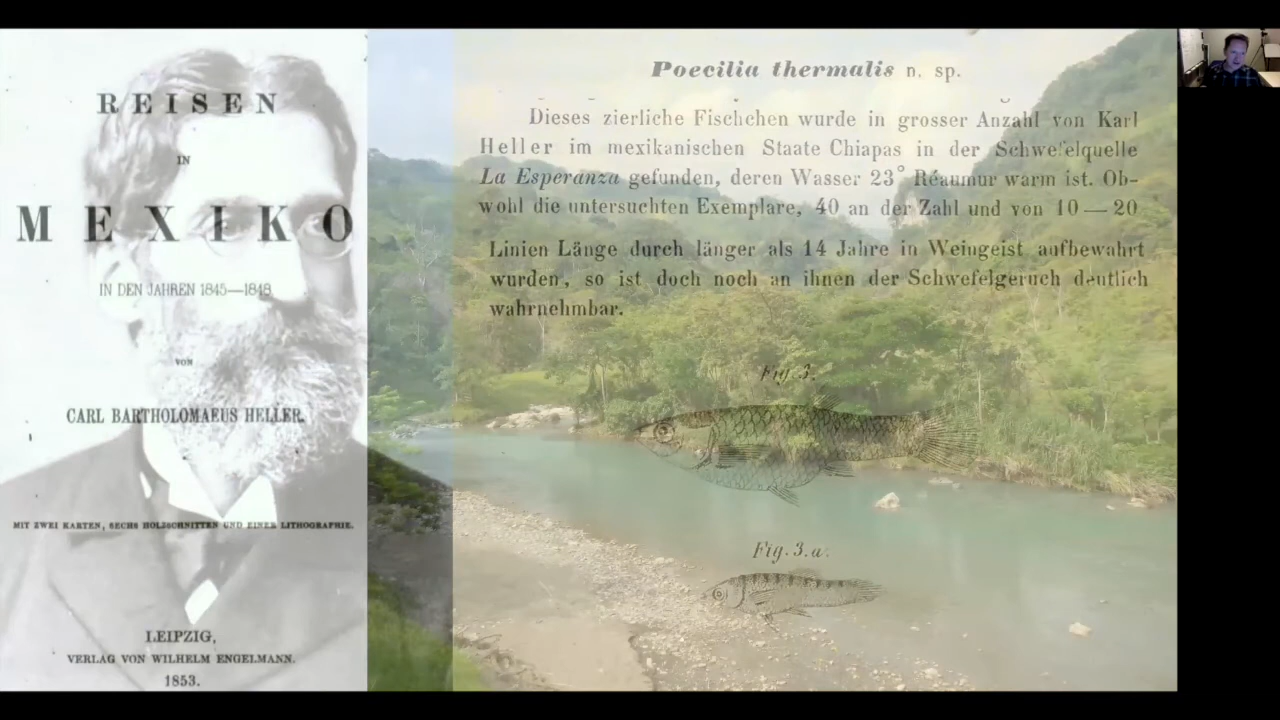 REISEN
IN
MEXIKO
IN DEN JAHREN 1845—1848
VON
CARL BARTHOLOMAEUS HELLER.
MIT ZWEI KARTEN, SECHS HOLZSCHNITTEN UND EINER LITHOGRAPHIE.
LEIPZIG,
VERLAG VON WILHELM ENGELMANN.
1853.
Poecilia thermalis n. sp.
Dieses zierliche Fischchen wurde in grosser Anzahl von Karl
Heller im mexikanischen Staate Chiapas in der Schwefelquelle
La Esperanza gefunden, deren Wasser 23° Réaumur warm ist. Ob-
wohl die untersuchten Exemplare, 40 an der Zahl und von 10—20
Linien Länge durch länger als 14 Jahre in Weingeist aufbewahrt
wurden, so ist doch noch an ihnen der Schwefelgeruch deutlich
wahrnehmbar.
Fig. 3.
Fig. 3. a.